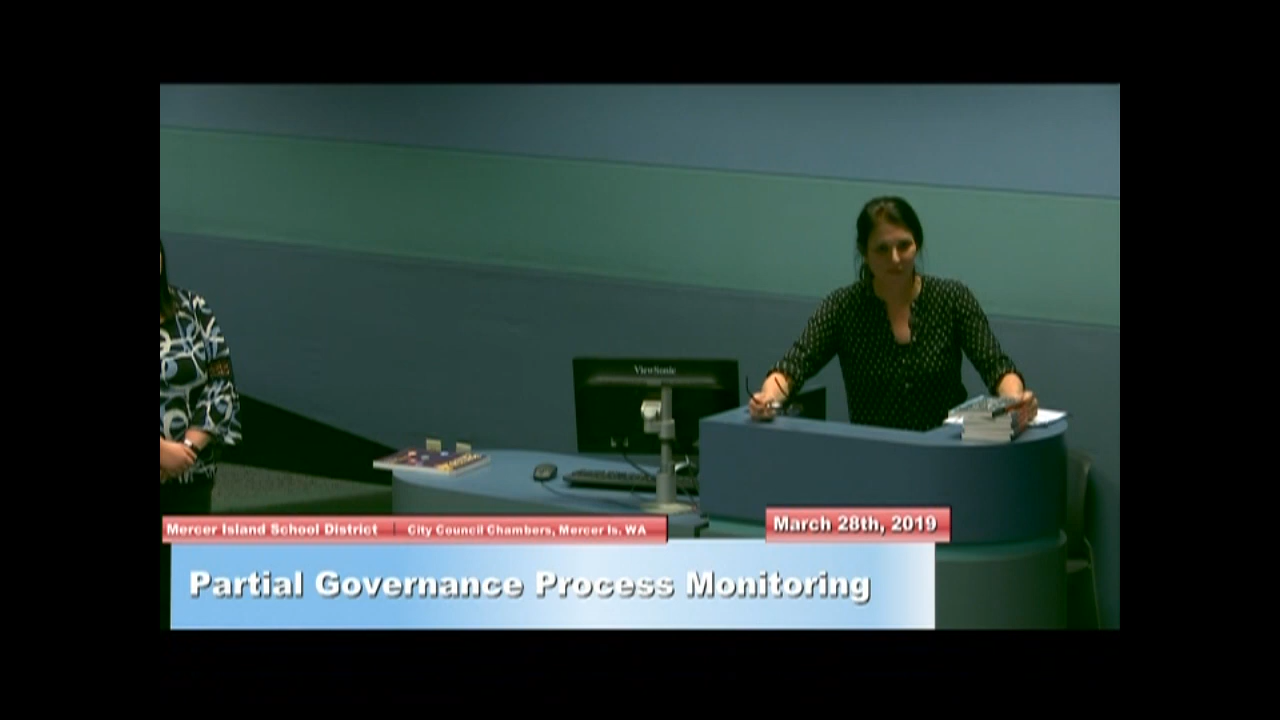 ViewSonic
March 28th, 2019
Mercer Island School District | City Council Chambers, Mercer Is. WA
Partial Governance Process Monitoring